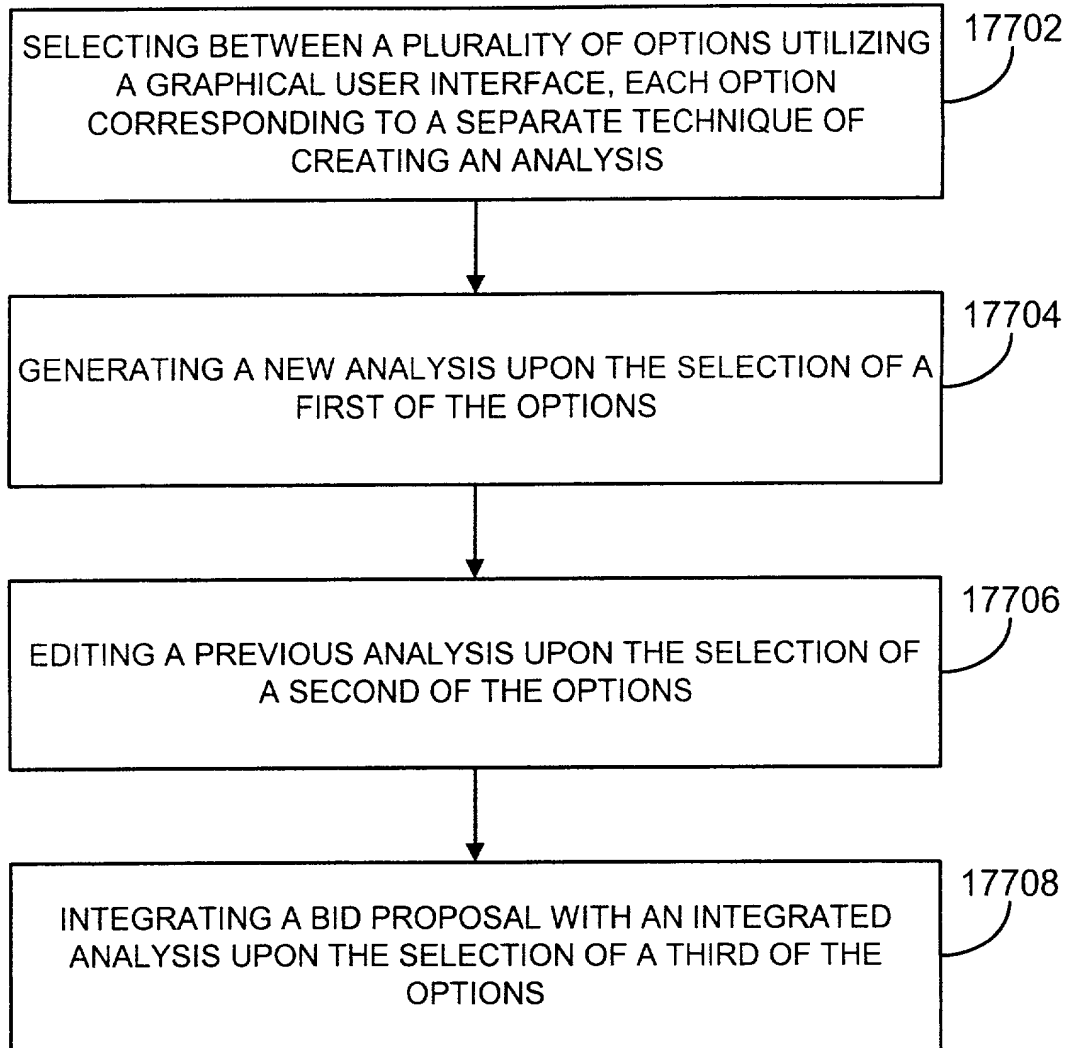 SELECTING BETWEEN A PLURALITY OF OPTIONS UTILIZING
A GRAPHICAL USER INTERFACE, EACH OPTION
CORRESPONDING TO A SEPARATE TECHNIQUE OF
CREATING AN ANALYSIS
17702
GENERATING A NEW ANALYSIS UPON THE SELECTION OF A
FIRST OF THE OPTIONS
17704
EDITING A PREVIOUS ANALYSIS UPON THE SELECTION OF
A SECOND OF THE OPTIONS
17706
INTEGRATING A BID PROPOSAL WITH AN INTEGRATED
ANALYSIS UPON THE SELECTION OF A THIRD OF THE
OPTIONS
17708